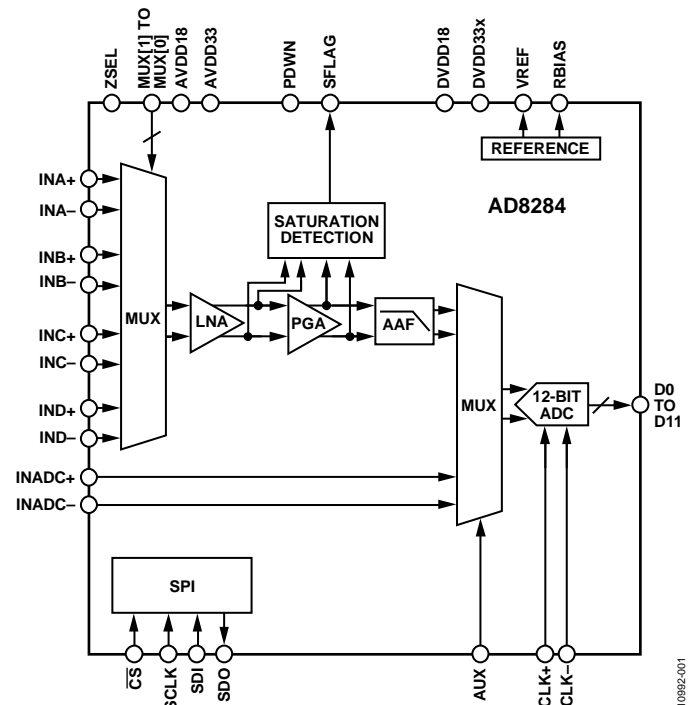 ZSEL
MUX[1] TO
MUX[0]
AVDD18
AVDD33
PDWN
SFLAG
DVDD18
DVDD33x
VREF
RBIAS
REFERENCE
AD8284
INA+
INA–
INB+
INB–
INC+
INC–
IND+
IND–
INADC+
INADC–
MUX
SATURATION
DETECTION
LNA
PGA
AAF
MUX
12-BIT
ADC
D0
TO
D11
SPI
CS
SCLK
SDI
SDO
AUX
CLK+
CLK–
10992-001